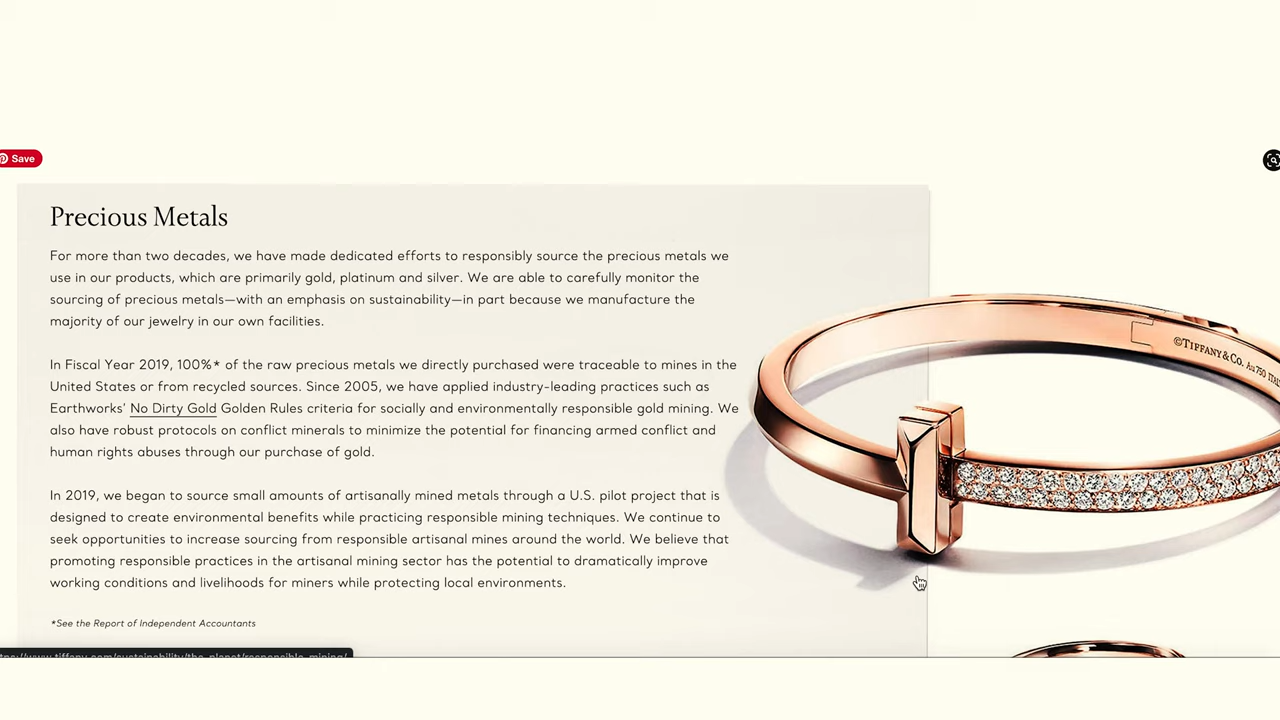 Save
Precious Metals
For more than two decades, we have made dedicated efforts to responsibly source the precious metals we
use in our products, which are primarily gold, platinum and silver. We are able to carefully monitor the
sourcing of precious metals—with an emphasis on sustainability—in part because we manufacture the
majority of our jewelry in our own facilities.
In Fiscal Year 2019, 100%* of the raw precious metals we directly purchased were traceable to mines in the
United States or from recycled sources. Since 2005, we have applied industry-leading practices such as
Earthworks' No Dirty Gold Golden Rules criteria for socially and environmentally responsible gold mining. We
also have robust protocols on conflict minerals to minimize the potential for financing armed conflict and
human rights abuses through our purchase of gold.
In 2019, we began to source small amounts of artisanally mined metals through a U.S. pilot project that is
designed to create environmental benefits while practicing responsible mining techniques. We continue to
seek opportunities to increase sourcing from responsible artisanal mines around the world. We believe that
promoting responsible practices in the artisanal mining sector has the potential to dramatically improve
working conditions and livelihoods for miners while protecting local environments.
*See the Report of Independent Accountants
©TIFFANY&CO. Au750